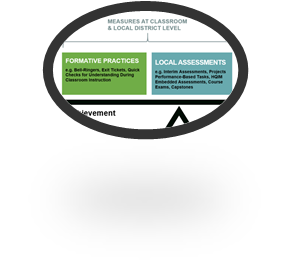 MEASURES AT CLASSROOM
& LOCAL DISTRICT LEVEL
FORMATIVE PRACTICES
e.g. Bell-Ringers, Exit Tickets, Quick
Checks for Understanding During
Classroom Instruction
LOCAL ASSESSMENTS
e.g. Interim Assessments, Projects
Performance-Based Tasks, HQIM
Embedded Assessments, Course
Exams, Capstones